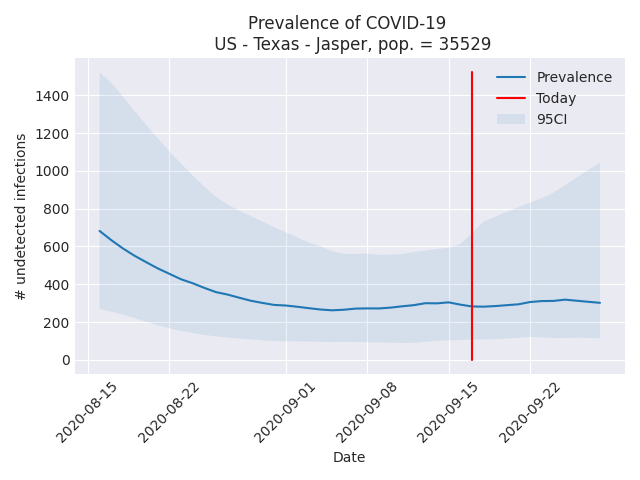 Prevalence of COVID-19
US - Texas - Jasper, pop. = 35529
Prevalence
Today
95CI
# undetected infections
1400
1200
1000
800
600
400
200
0
2020-08-15
2020-08-22
2020-09-01
2020-09-08
2020-09-15
2020-09-22
Date